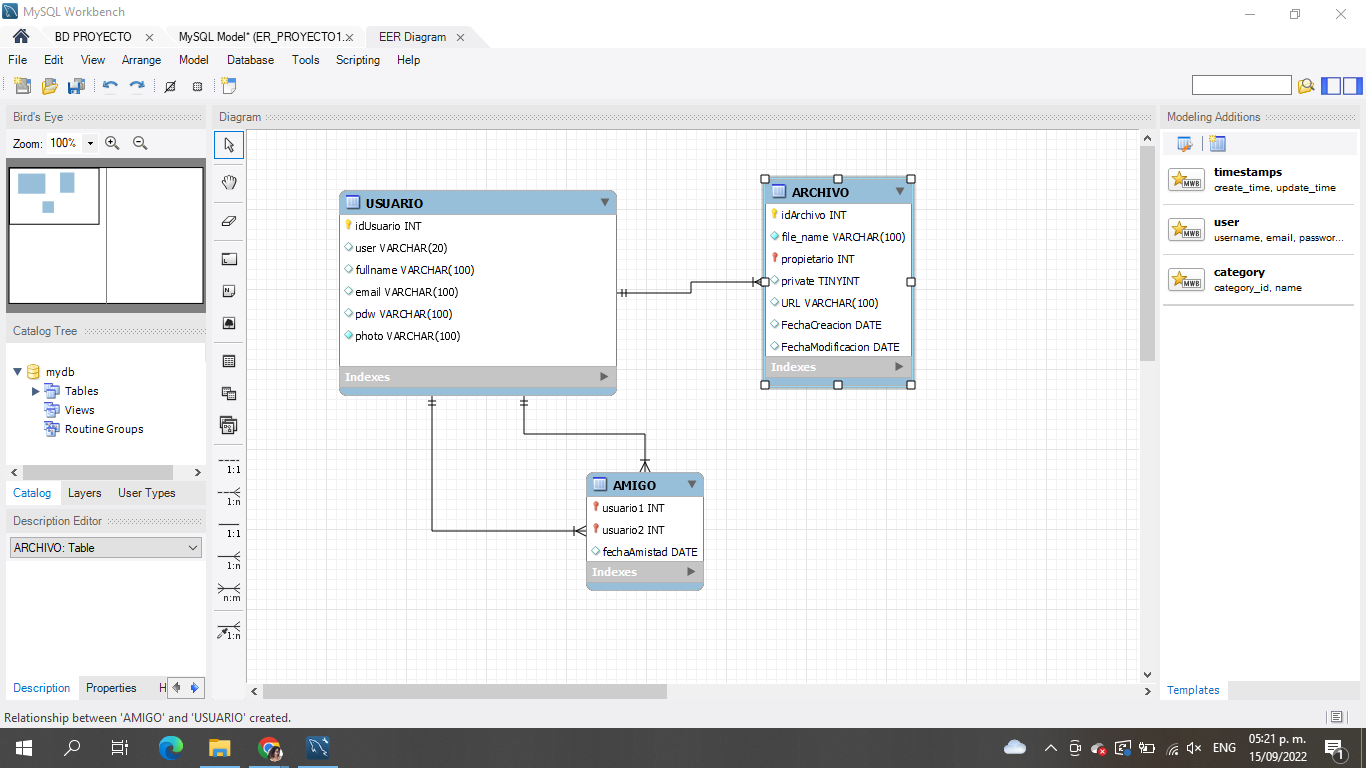 MySQL Workbench
BD PROYECTO
MySQL Model* (ER_PROYECTO1.
EER Diagram
File Edit View Arrange Model Database Tools Scripting Help
Bird's Eye
Zoom: 100%
Catalog Tree
mydb
Tables
Views
Routine Groups
Catalog Layers User Types
Description Editor
ARCHIVO: Table
Description Properties H
Diagram
1:1
1:n
1:1
1:n
n:m
1:n
USUARIO
idUsuario INT
user VARCHAR(20)
fullname VARCHAR(100)
email VARCHAR(100)
pdw VARCHAR(100)
photo VARCHAR(100)
Indexes
ARCHIVO
idArchivo INT
file_name VARCHAR(100)
propietario INT
private TINYINT
URL VARCHAR(100)
FechaCreacion DATE
FechaModificacion DATE
Indexes
AMIGO
usuario1 INT
usuario2 INT
fechaAmistad DATE
Indexes
Modeling Additions
MWB
timestamps
create_time, update_time
MWB
user
username, email, passwor...
MWB
category
category_id, name
Templates
Relationship between 'AMIGO' and 'USUARIO' created.
ENG
05:21 p. m.
15/09/2022
1